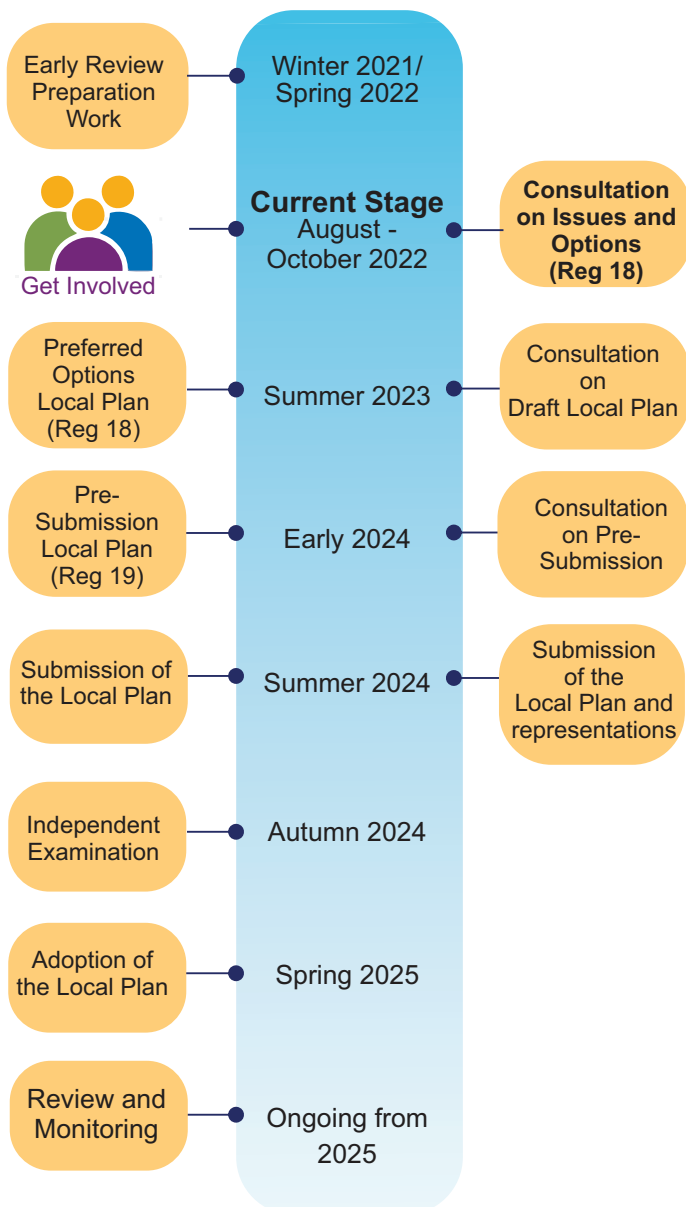 Early Review
Preparation
Work
Winter 2021/
Spring 2022
Get Involved
Current Stage
August -
October 2022
Consultation
on Issues and
Options
(Reg 18)
Preferred
Options
Local Plan
(Reg 18)
Summer 2023
Consultation
on
Draft Local Plan
Pre-
Submission
Local Plan
(Reg 19)
Early 2024
Consultation
on Pre-
Submission
Submission of
the Local Plan
Summer 2024
Submission
of the
Local Plan and
representations
Independent
Examination
Autumn 2024
Adoption of
the Local Plan
Spring 2025
Review and
Monitoring
Ongoing from
2025